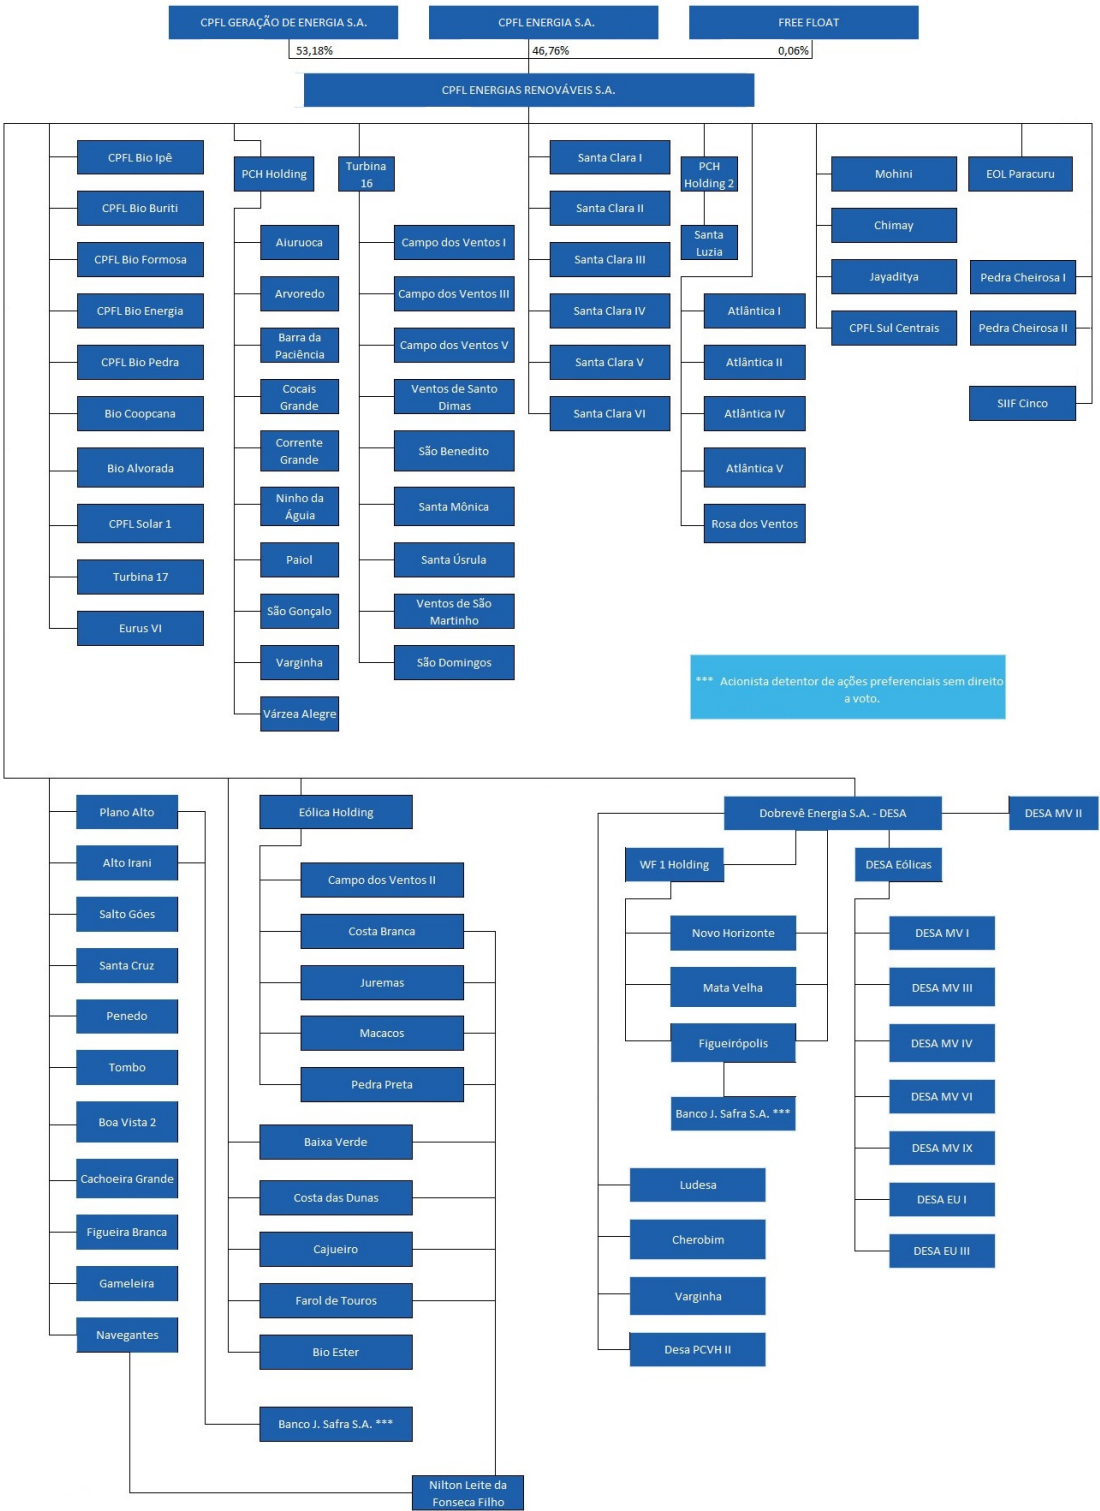 CPFL GERAÇÃO DE ENERGIA S.A.
CPFL ENERGIA S.A.
FREE FLOAT
53,18%
46,76%
0,06%
CPFL ENERGIAS RENOVÁVEIS S.A.
CPFL Bio Ipê
CPFL Bio Buriti
CPFL Bio Formosa
CPFL Bio Energia
CPFL Bio Pedra
Bio Coopcana
Bio Alvorada
CPFL Solar 1
Turbina 17
Eurus VI
PCH Holding
Aiuruoca
Arvoredo
Barra da
Paciência
Cocais
Grande
Corrente
Grande
Ninho da
Águia
Paiol
São Gonçalo
Varginha
Várzea Alegre
Turbina
16
Campo dos Ventos I
Campo dos Ventos III
Campo dos Ventos V
Ventos de Santo
Dimas
São Benedito
Santa Mônica
Santa Úsrula
Ventos de São
Martinho
São Domingos
Santa Clara I
Santa Clara II
Santa Clara III
Santa Clara IV
Santa Clara V
Santa Clara VI
PCH
Holding 2
Santa
Luzia
Atlântica I
Atlântica II
Atlântica IV
Atlântica V
Rosa dos Ventos
Mohini
Chimay
Jayaditya
CPFL Sul Centrais
EOL Paracuru
Pedra Cheirosa I
Pedra Cheirosa II
SIIF Cinco
*** Acionista detentor de ações preferenciais sem direito
a voto.
Plano Alto
Alto Irani
Salto Góes
Santa Cruz
Penedo
Tombo
Boa Vista 2
Cachoeira Grande
Figueira Branca
Gameleira
Navegantes
Eólica Holding
Campo dos Ventos II
Costa Branca
Juremas
Macacos
Pedra Preta
Baixa Verde
Costa das Dunas
Cajueiro
Farol de Touros
Bio Ester
Banco J. Safra S.A. ***
Nilton Leite da
Fonseca Filho
Dobrevê Energia S.A. - DESA
DESA MV II
WF 1 Holding
DESA Eólicas
Novo Horizonte
Mata Velha
Figueirópolis
Banco J. Safra S.A. ***
Ludesa
Cherobim
Varginha
Desa PCVH II
DESA MV I
DESA MV III
DESA MV IV
DESA MV VI
DESA MV IX
DESA EU I
DESA EU III